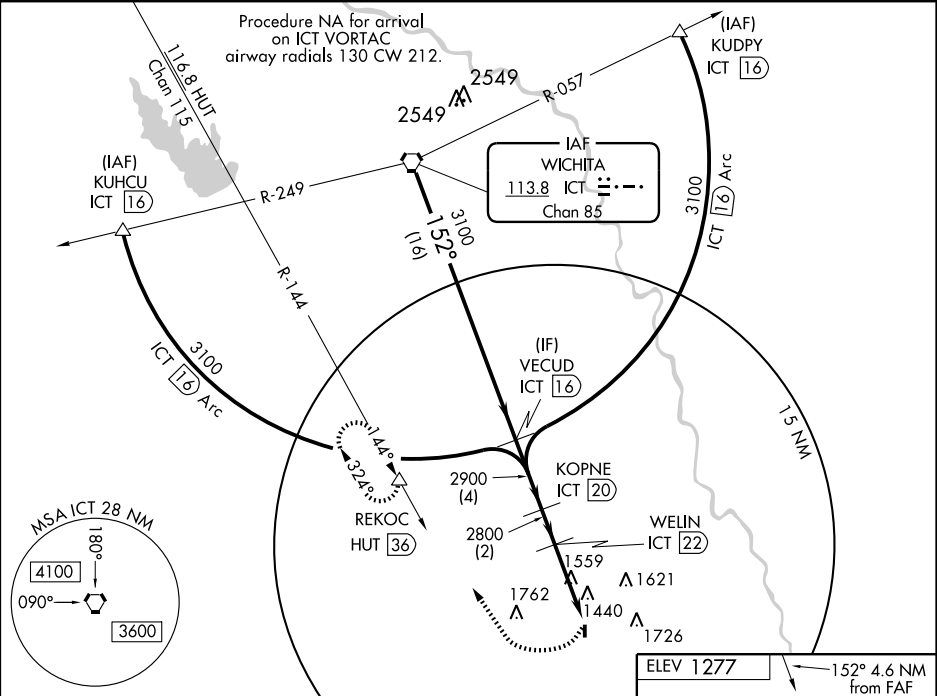 Procedure NA for arrival
on ICT VORTAC
airway radials 130 CW 212.
116.8 HUT
Chan 115
2549
2549
R-057
(IAF)
KUDPY
ICT 16
(IAF)
KUHCU
ICT 16
R-249
IAF
WICHITA
113.8 ICT
Chan 85
3100
152°
(16)
3100
ICT 16 Arc
R-144
3100
ICT 16 Arc
(IF)
VECUD
ICT 16
15 NM
144°
324°
REKOC
HUT 36
2900
(4)
KOPNE
ICT 20
2800
(2)
WELIN
ICT 22
1559
1621
1762
1440
1726
MSA ICT 28 NM
180°
4100
090°
3600
ELEV 1277
152° 4.6 NM
from FAF